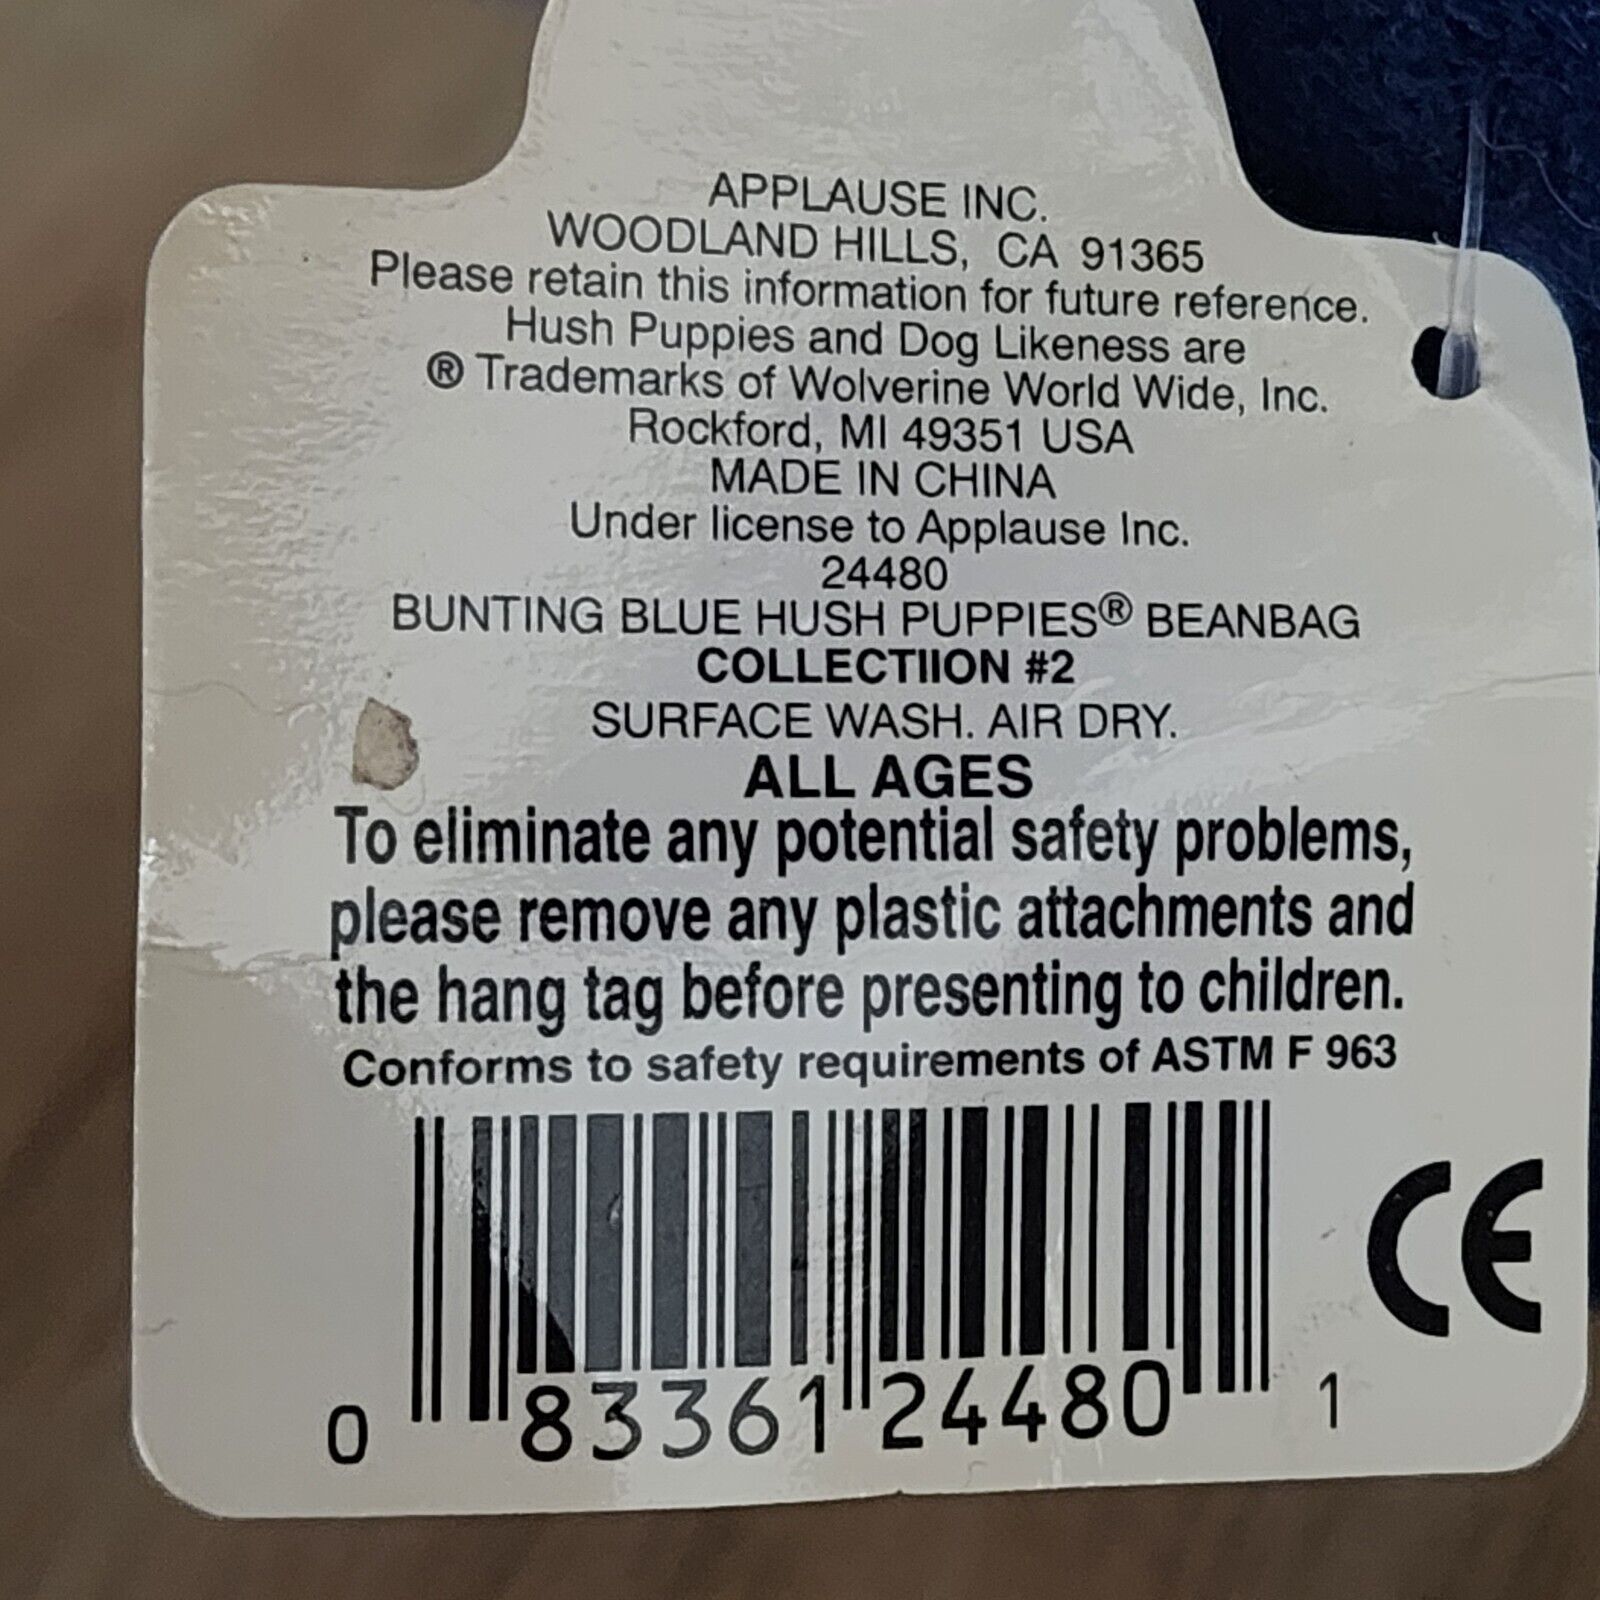 APPLAUSE INC.
WOODLAND HILLS, CA 91365
Please retain this information for future reference.
Hush Puppies and Dog Likeness are
® Trademarks of Wolverine World Wide, Inc.
Rockford, MI 49351 USA
MADE IN CHINA
Under license to Applause Inc.
24480
BUNTING BLUE HUSH PUPPIES® BEANBAG
COLLECTIION #2
SURFACE WASH. AIR DRY.
ALL AGES
To eliminate any potential safety problems,
please remove any plastic attachments and
the hang tag before presenting to children.
Conforms to safety requirements of ASTM F 963
CE
0 83361 24480 1